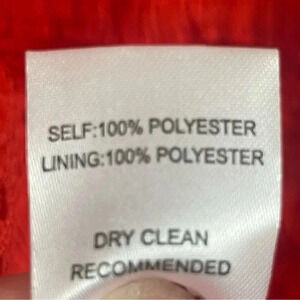 SELF:100% POLYESTER
LINING:100% POLYESTER
DRY CLEAN
RECOMMENDED